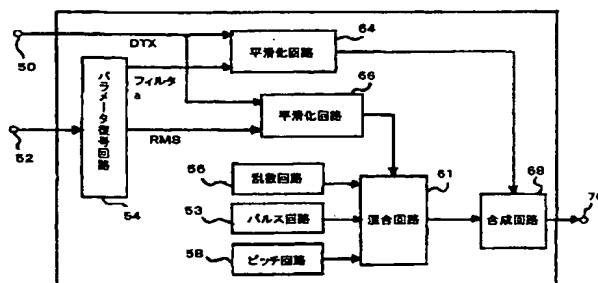 50
DTX
平滑化回路
64
52
パラメータ復号回路
54
フィルタ
a
RMS
平滑化回路
66
56
乱数回路
53
パルス回路
58
ピッチ回路
61
混合回路
68
合成回路